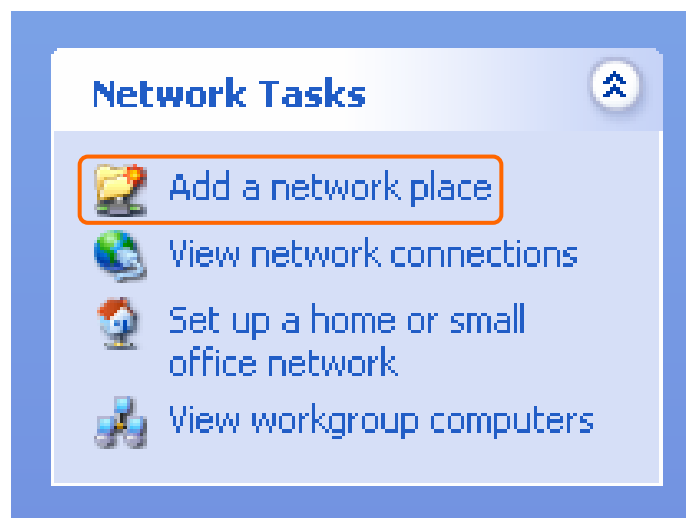 Network Tasks
Add a network place
View network connections
Set up a home or small
office network
View workgroup computers